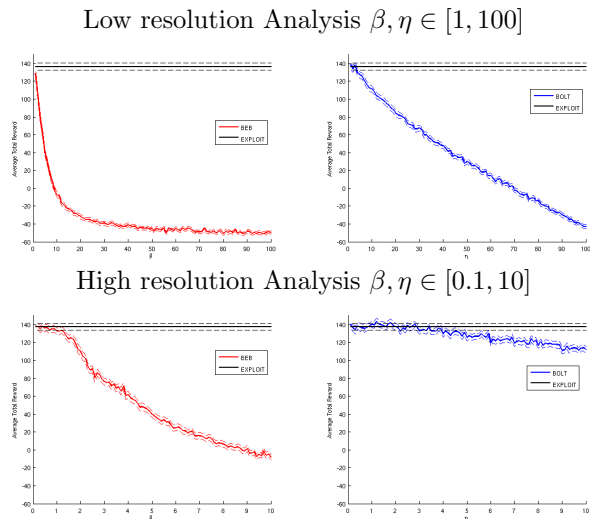 Low resolution Analysis β, η ∈ [1, 100]
140
120
100
80
60
40
20
0
-20
-40
-60
Average Total Reward
BEB
EXPLOIT
0 10 20 30 40 50 60 70 80 90 100
β
140
120
100
80
60
40
20
0
-20
-40
-60
Average Total Reward
BOLT
EXPLOIT
0 10 20 30 40 50 60 70 80 90 100
η
High resolution Analysis β, η ∈ [0.1, 10]
140
120
100
80
60
40
20
0
-20
-40
-60
Average Total Reward
BEB
EXPLOIT
0 1 2 3 4 5 6 7 8 9 10
β
140
120
100
80
60
40
20
0
-20
-40
-60
Average Total Reward
BOLT
EXPLOIT
0 1 2 3 4 5 6 7 8 9 10
η